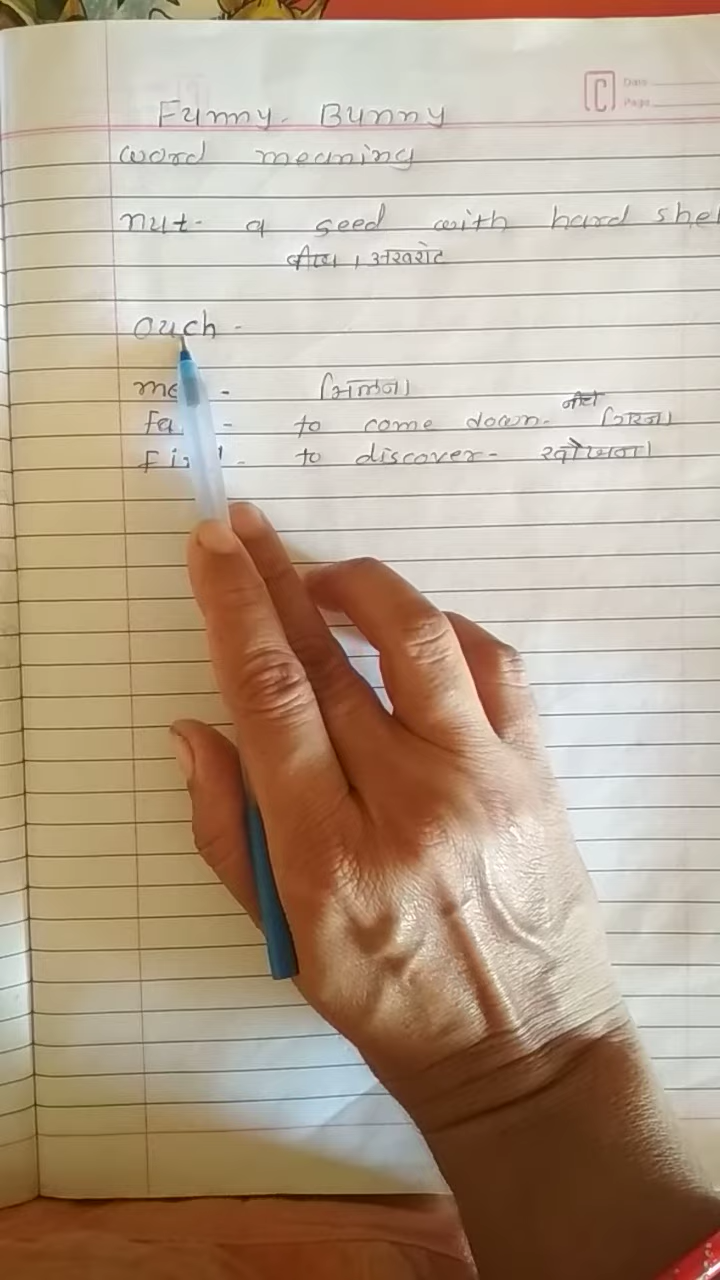 Funny. Bunny
Date
Page
word meaning
nut- a seed with hard shel
बीज, अखरोट
ouch -
- मिलना
- to come down- नीचे गिरना
- to discover- खोजना